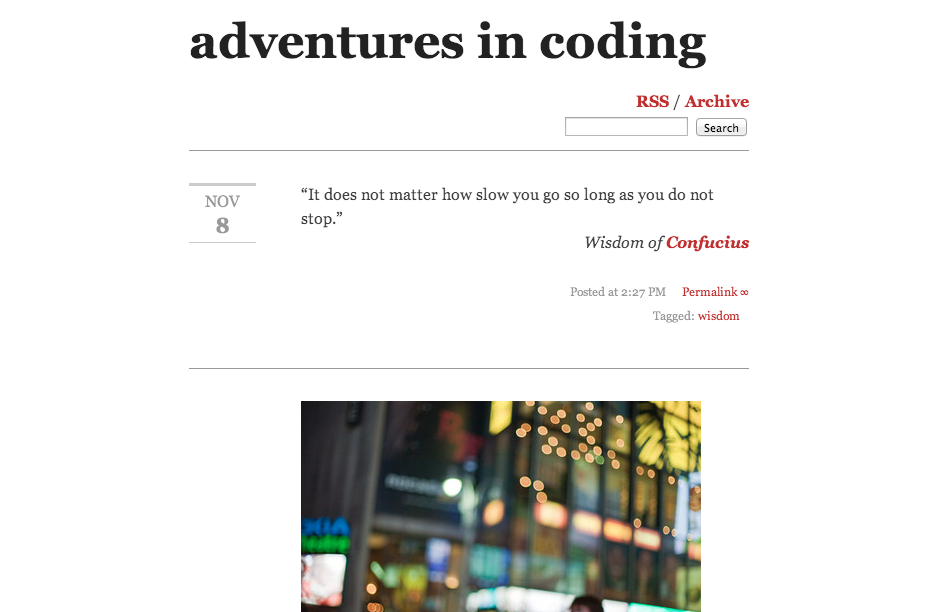 adventures in coding
RSS / Archive
Search
NOV
8
“It does not matter how slow you go so long as you do not
stop.”
Wisdom of Confucius
Posted at 2:27 PM Permalink ∞
Tagged: wisdom